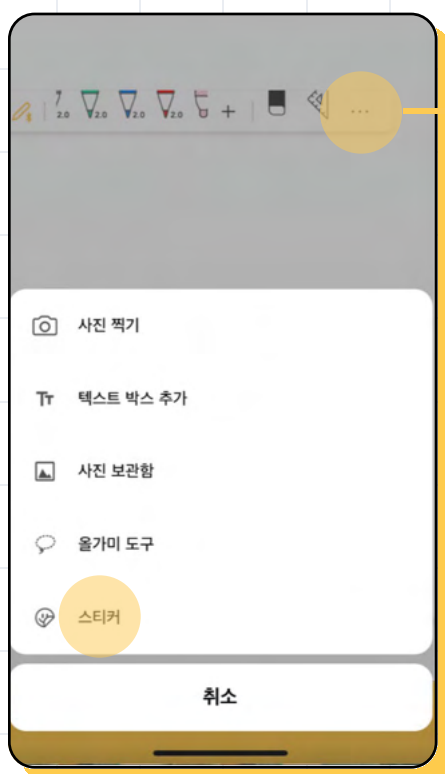 2.0 2.0 2.0 2.0 + ...
사진 찍기
Tт 텍스트 박스 추가
사진 보관함
올가미 도구
스티커
취소